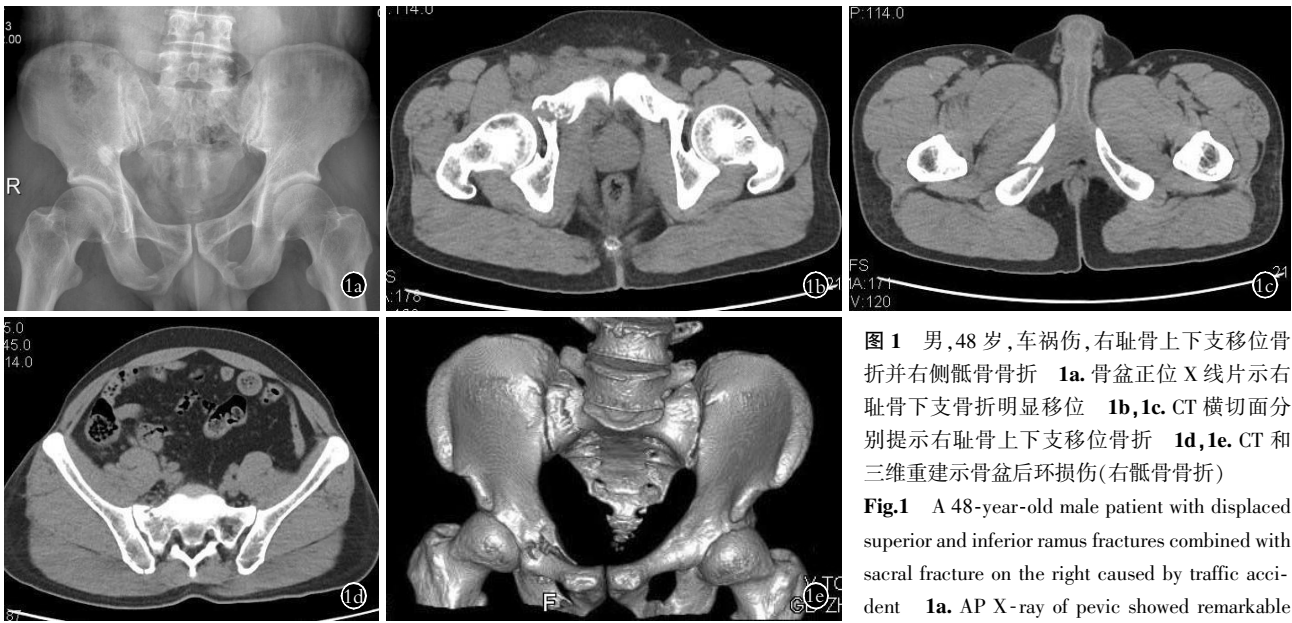 3
.00
R
1a
:114.0
S
A:178
21
1b
P:114.0
FS
MA:171
V:120
21
1c
5.0
45.0
14.0
87
1d
F
1e
图 1 男,48 岁,车祸伤,右耻骨上下支移位骨
折并右侧骶骨骨折 1a. 骨盆正位 X 线片示右
耻骨下支骨折明显移位 1b,1c. CT 横切面分
别提示右耻骨上下支移位骨折 1d,1e. CT 和
三维重建示骨盆后环损伤(右骶骨骨折)
Fig.1 A 48-year-old male patient with displaced
superior and inferior ramus fractures combined with
sacral fracture on the right caused by traffic acci-
dent 1a. AP X-ray of pevic showed remarkable